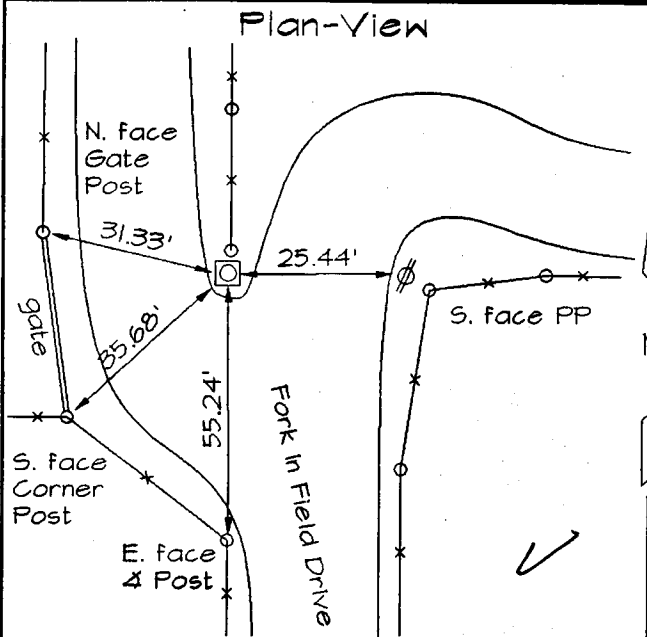 Plan-View
N. face
Gate
Post
31.33'
25.44'
gate
35.68'
S. face PP
55.24'
Fork in Field Drive
S. face
Corner
Post
E. face
∡ Post